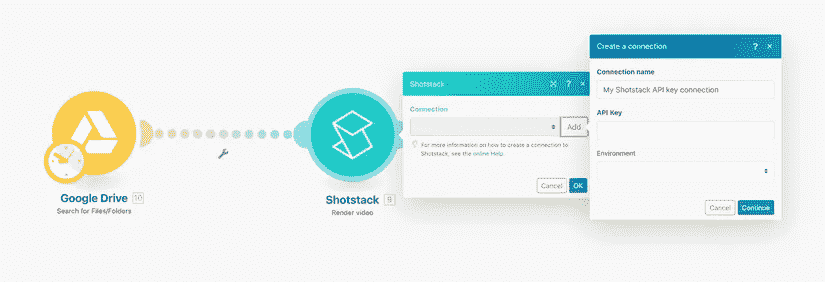 Google Drive 10
Search for Files/Folders
Shotstack 9
Render video
Shotstack ?
Connection
Add
For more information on how to create a connection to
Shotstack, see the online Help.
Cancel OK
Create a connection ?
Connection name
My Shotstack API key connection
API Key
Environment
Cancel Continue